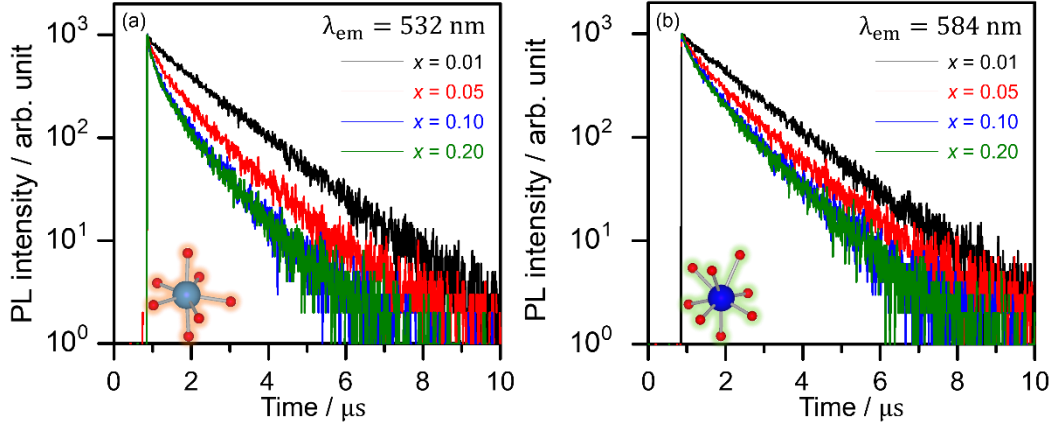 (a)
λem = 532 nm
x = 0.01
x = 0.05
x = 0.10
x = 0.20
PL intensity / arb. unit
10³
10²
10¹
10⁰
0 2 4 6 8 10
Time / μs
(b)
λem = 584 nm
x = 0.01
x = 0.05
x = 0.10
x = 0.20
PL intensity / arb. unit
10³
10²
10¹
10⁰
0 2 4 6 8 10
Time / μs